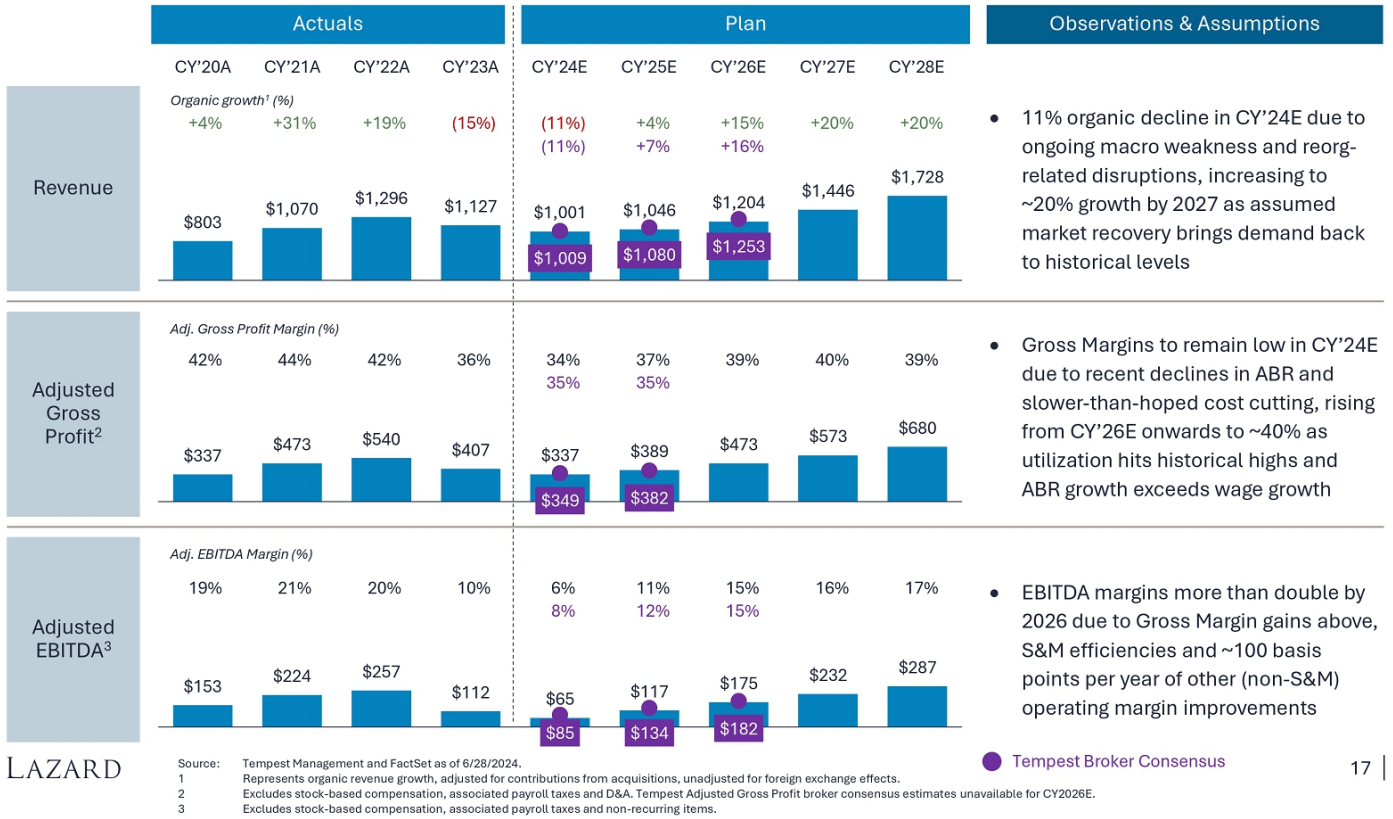 Actuals
Plan
Observations & Assumptions
CY'20A CY'21A CY'22A CY'23A CY'24E CY'25E CY'26E CY'27E CY'28E
Revenue
Organic growth¹ (%)
+4% +31% +19% (15%) (11%) +4% +15% +20% +20%
(11%) +7% +16%
$803 $1,070 $1,296 $1,127 $1,001 $1,046 $1,204 $1,446 $1,728
$1,009 $1,080 $1,253
● 11% organic decline in CY'24E due to
ongoing macro weakness and reorg-
related disruptions, increasing to
~20% growth by 2027 as assumed
market recovery brings demand back
to historical levels
Adjusted
Gross
Profit²
Adj. Gross Profit Margin (%)
42% 44% 42% 36% 34% 37% 39% 40% 39%
35% 35%
$337 $473 $540 $407 $337 $389 $473 $573 $680
$349 $382
● Gross Margins to remain low in CY'24E
due to recent declines in ABR and
slower-than-hoped cost cutting, rising
from CY'26E onwards to ~40% as
utilization hits historical highs and
ABR growth exceeds wage growth
Adjusted
EBITDA³
Adj. EBITDA Margin (%)
19% 21% 20% 10% 6% 11% 15% 16% 17%
8% 12% 15%
$153 $224 $257 $112 $65 $117 $175 $232 $287
$85 $134 $182
● EBITDA margins more than double by
2026 due to Gross Margin gains above,
S&M efficiencies and ~100 basis
points per year of other (non-S&M)
operating margin improvements
LAZARD
Source: Tempest Management and FactSet as of 6/28/2024.
1 Represents organic revenue growth, adjusted for contributions from acquisitions, unadjusted for foreign exchange effects.
2 Excludes stock-based compensation, associated payroll taxes and D&A. Tempest Adjusted Gross Profit broker consensus estimates unavailable for CY2026E.
3 Excludes stock-based compensation, associated payroll taxes and non-recurring items.
Tempest Broker Consensus
17 |